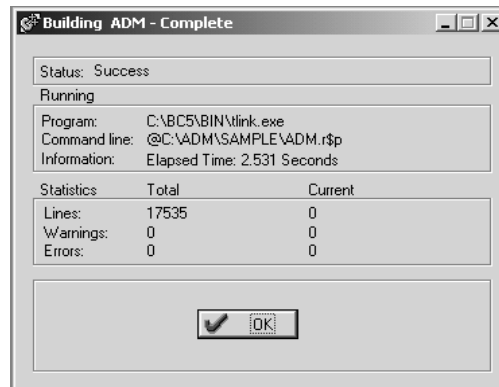 Building ADM - Complete
Status: Success
Running
Program: C:\BC5\BIN\tlink.exe
Command line: @C:\ADM\SAMPLE\ADM.r$p
Information: Elapsed Time: 2.531 Seconds
Statistics Total Current
Lines: 17535 0
Warnings: 0 0
Errors: 0 0
OK